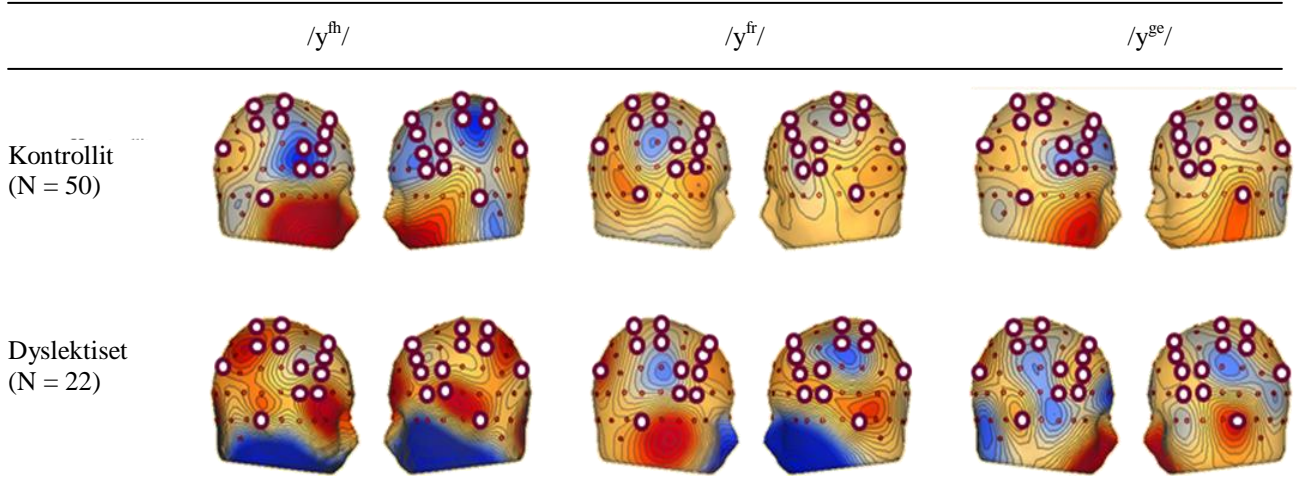 /y^fh/ /y^fr/ /y^ge/
Kontrollit
(N = 50)
Dyslektiset
(N = 22)